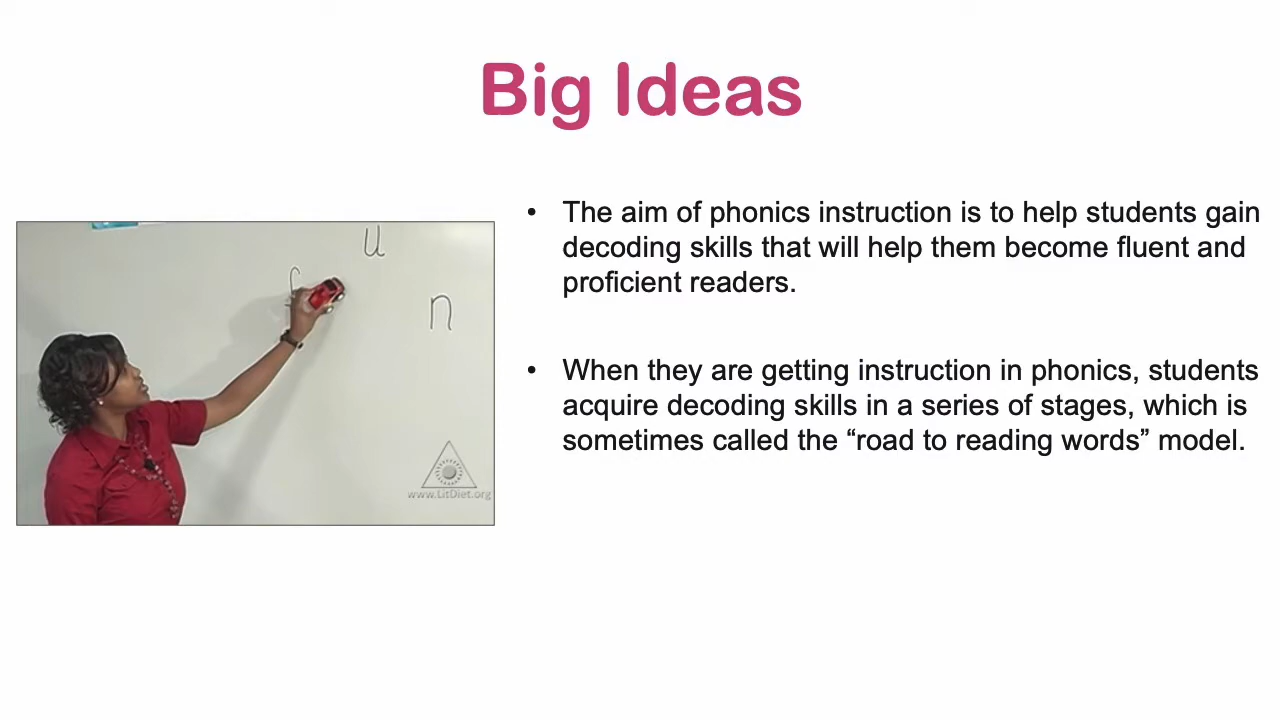 Big Ideas
u
f
n
www.LitDiet.org
• The aim of phonics instruction is to help students gain
decoding skills that will help them become fluent and
proficient readers.
• When they are getting instruction in phonics, students
acquire decoding skills in a series of stages, which is
sometimes called the “road to reading words” model.